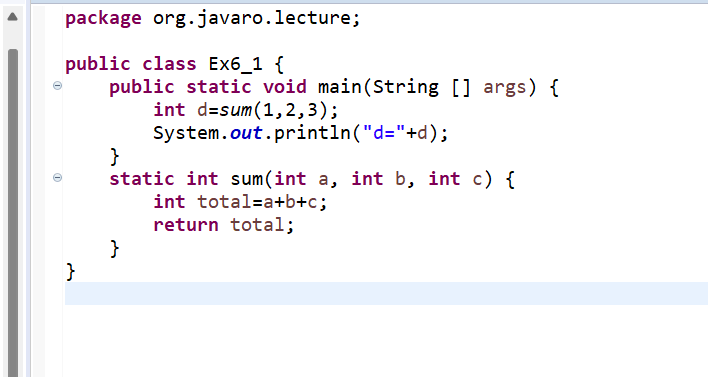 package org.javaro.lecture;
public class Ex6_1 {
public static void main(String [] args) {
int d=sum(1,2,3);
System.out.println("d="+d);
}
static int sum(int a, int b, int c) {
int total=a+b+c;
return total;
}
}